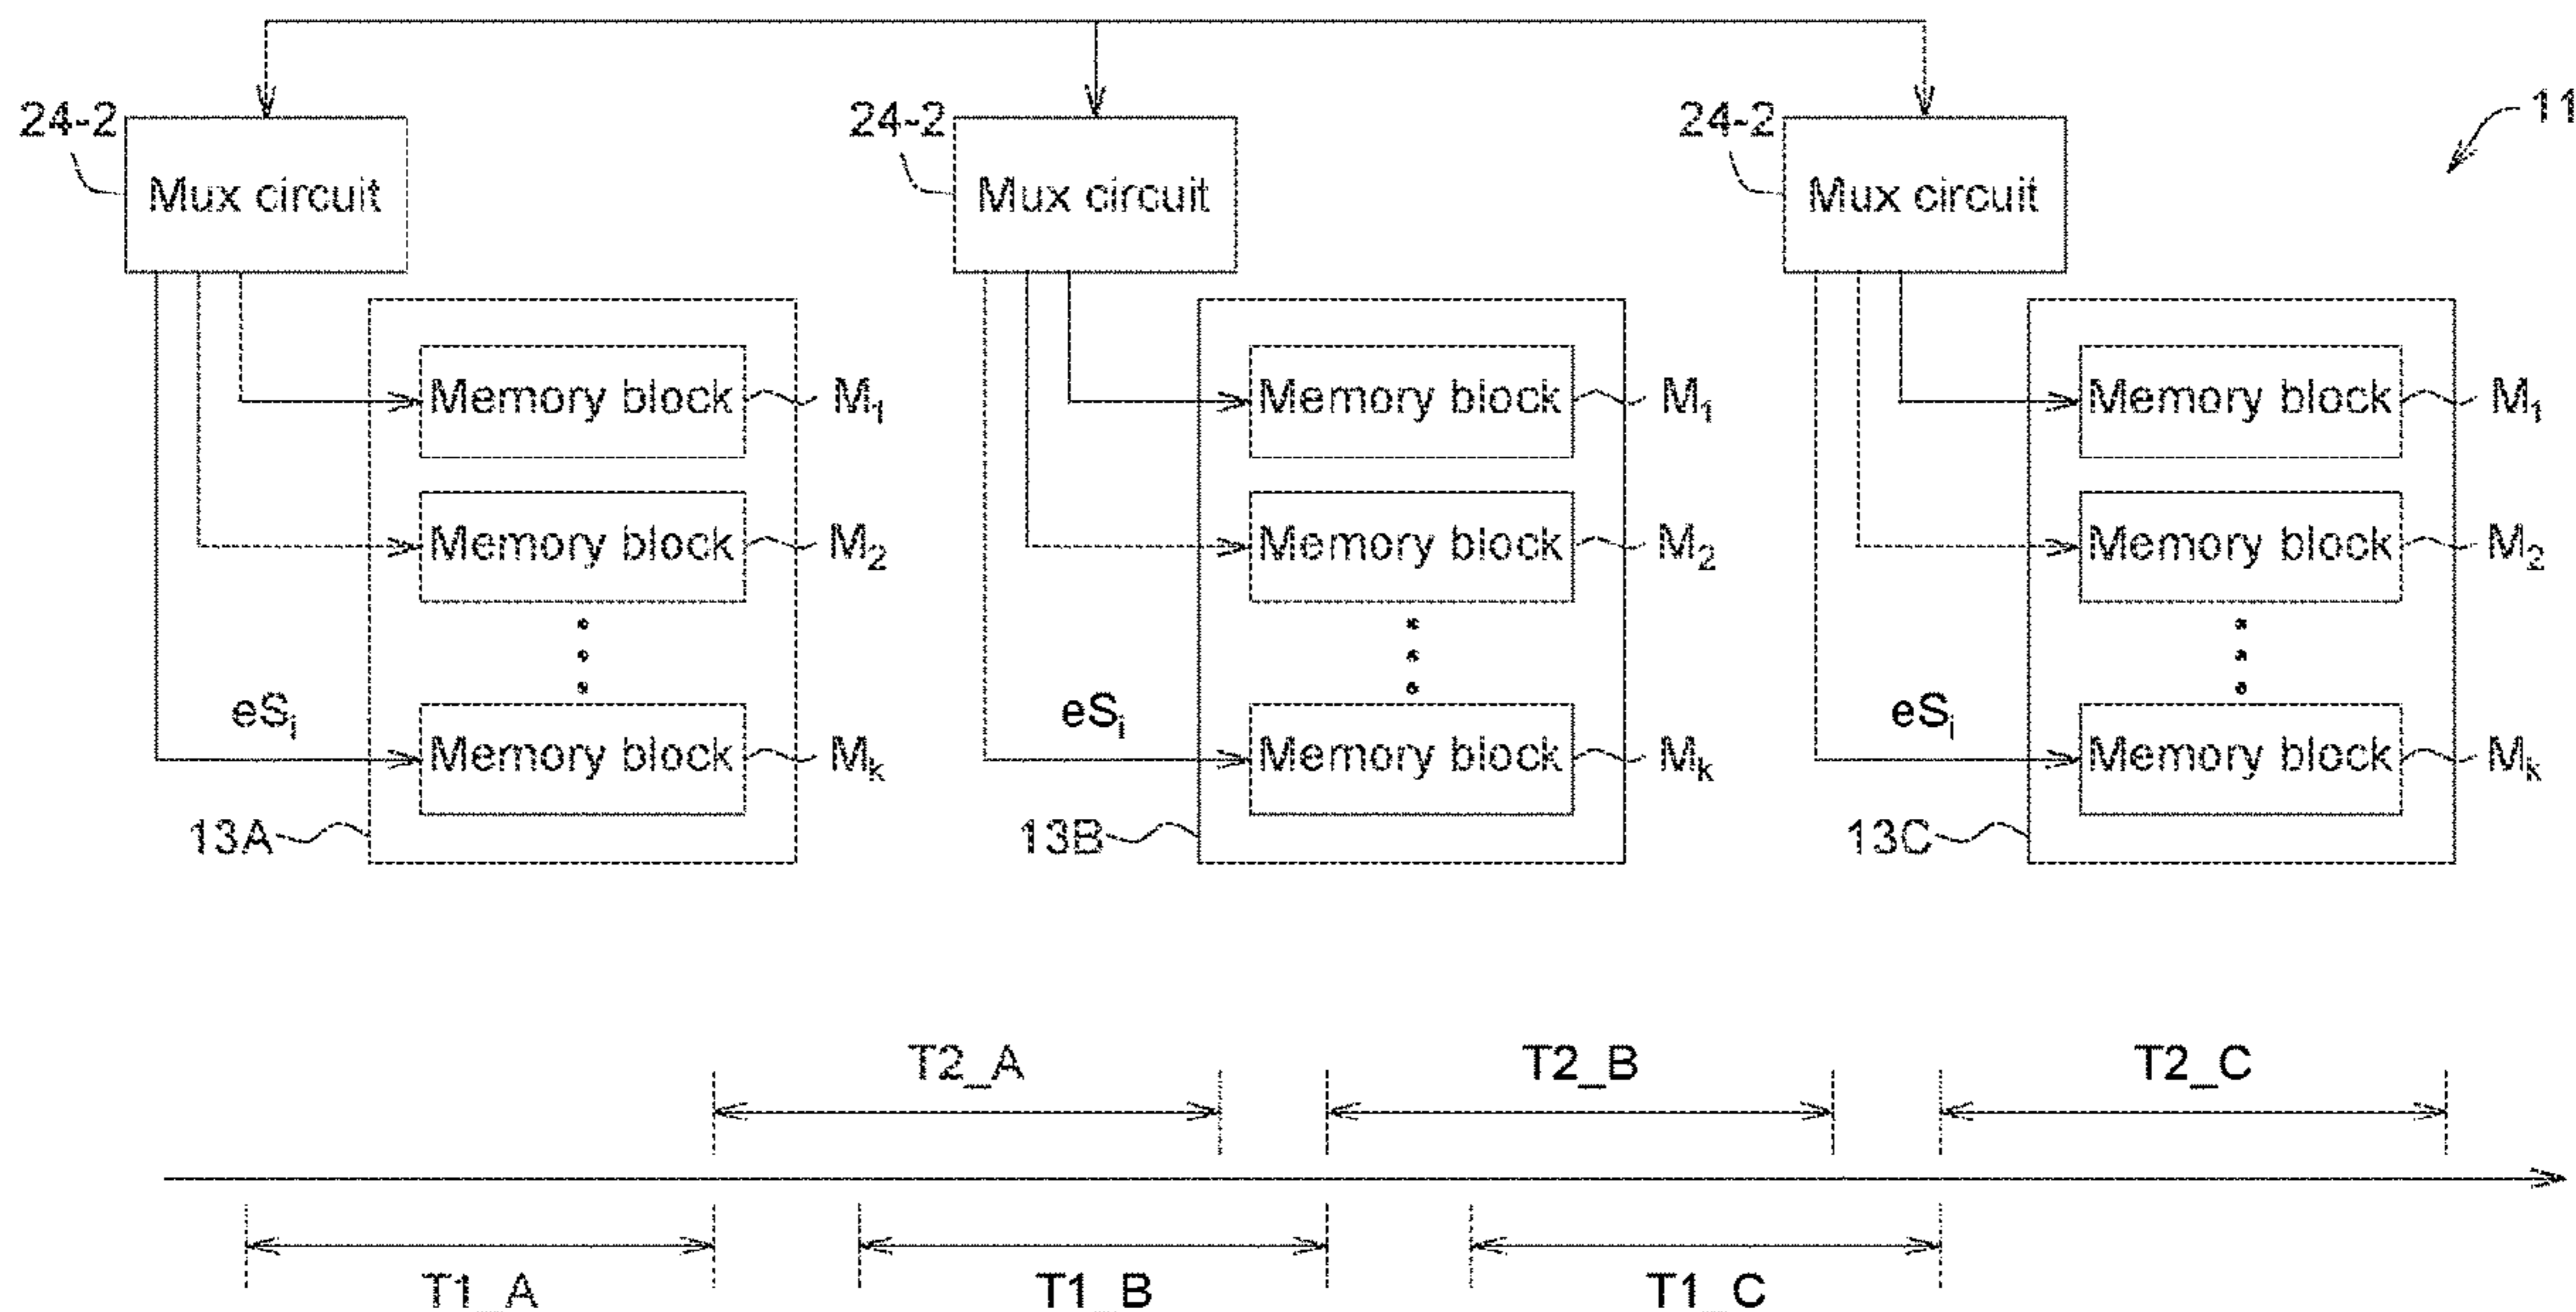 11
24-2 24-2 24-2
Mux circuit Mux circuit Mux circuit
Memory block M1 Memory block M1 Memory block M1
Memory block M2 Memory block M2 Memory block M2
eSi eSi eSi
Memory block Mk Memory block Mk Memory block Mk
13A 13B 13C
T2_A T2_B T2_C
T1_A T1_B T1_C